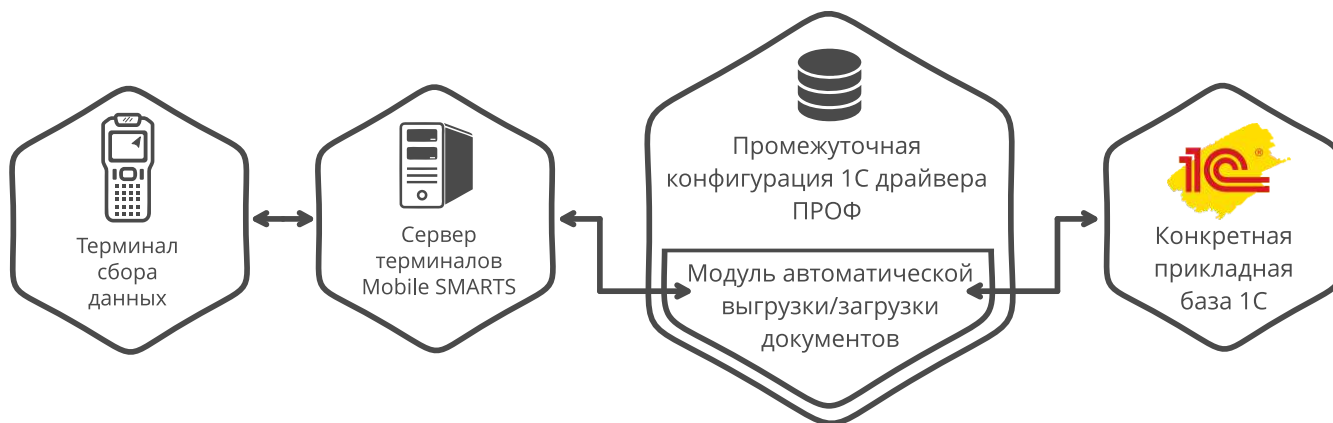 Терминал
сбора
данных
Сервер
терминалов
Mobile SMARTS
Промежуточная
конфигурация 1С драйвера
ПРОФ
Модуль автоматической
выгрузки/загрузки
документов
1С®
Конкретная
прикладная
база 1С